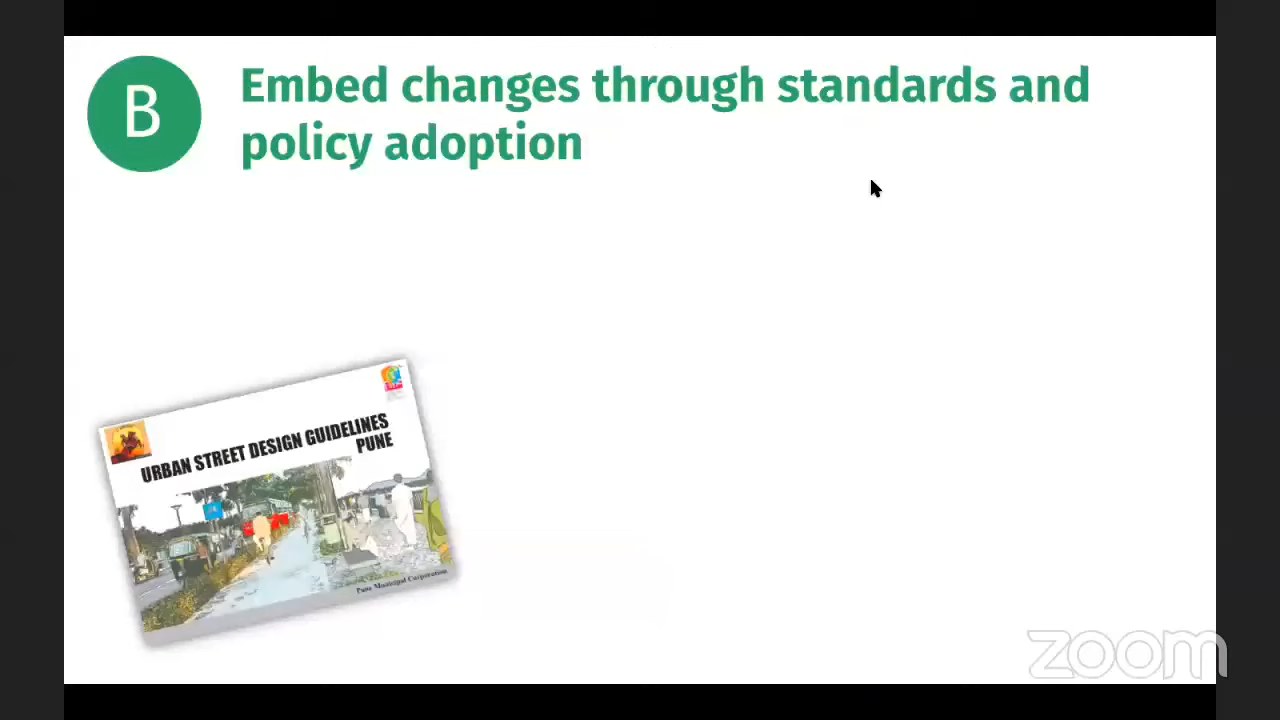 B
Embed changes through standards and
policy adoption
URBAN STREET DESIGN GUIDELINES
PUNE
Pune Municipal Corporation
zoom